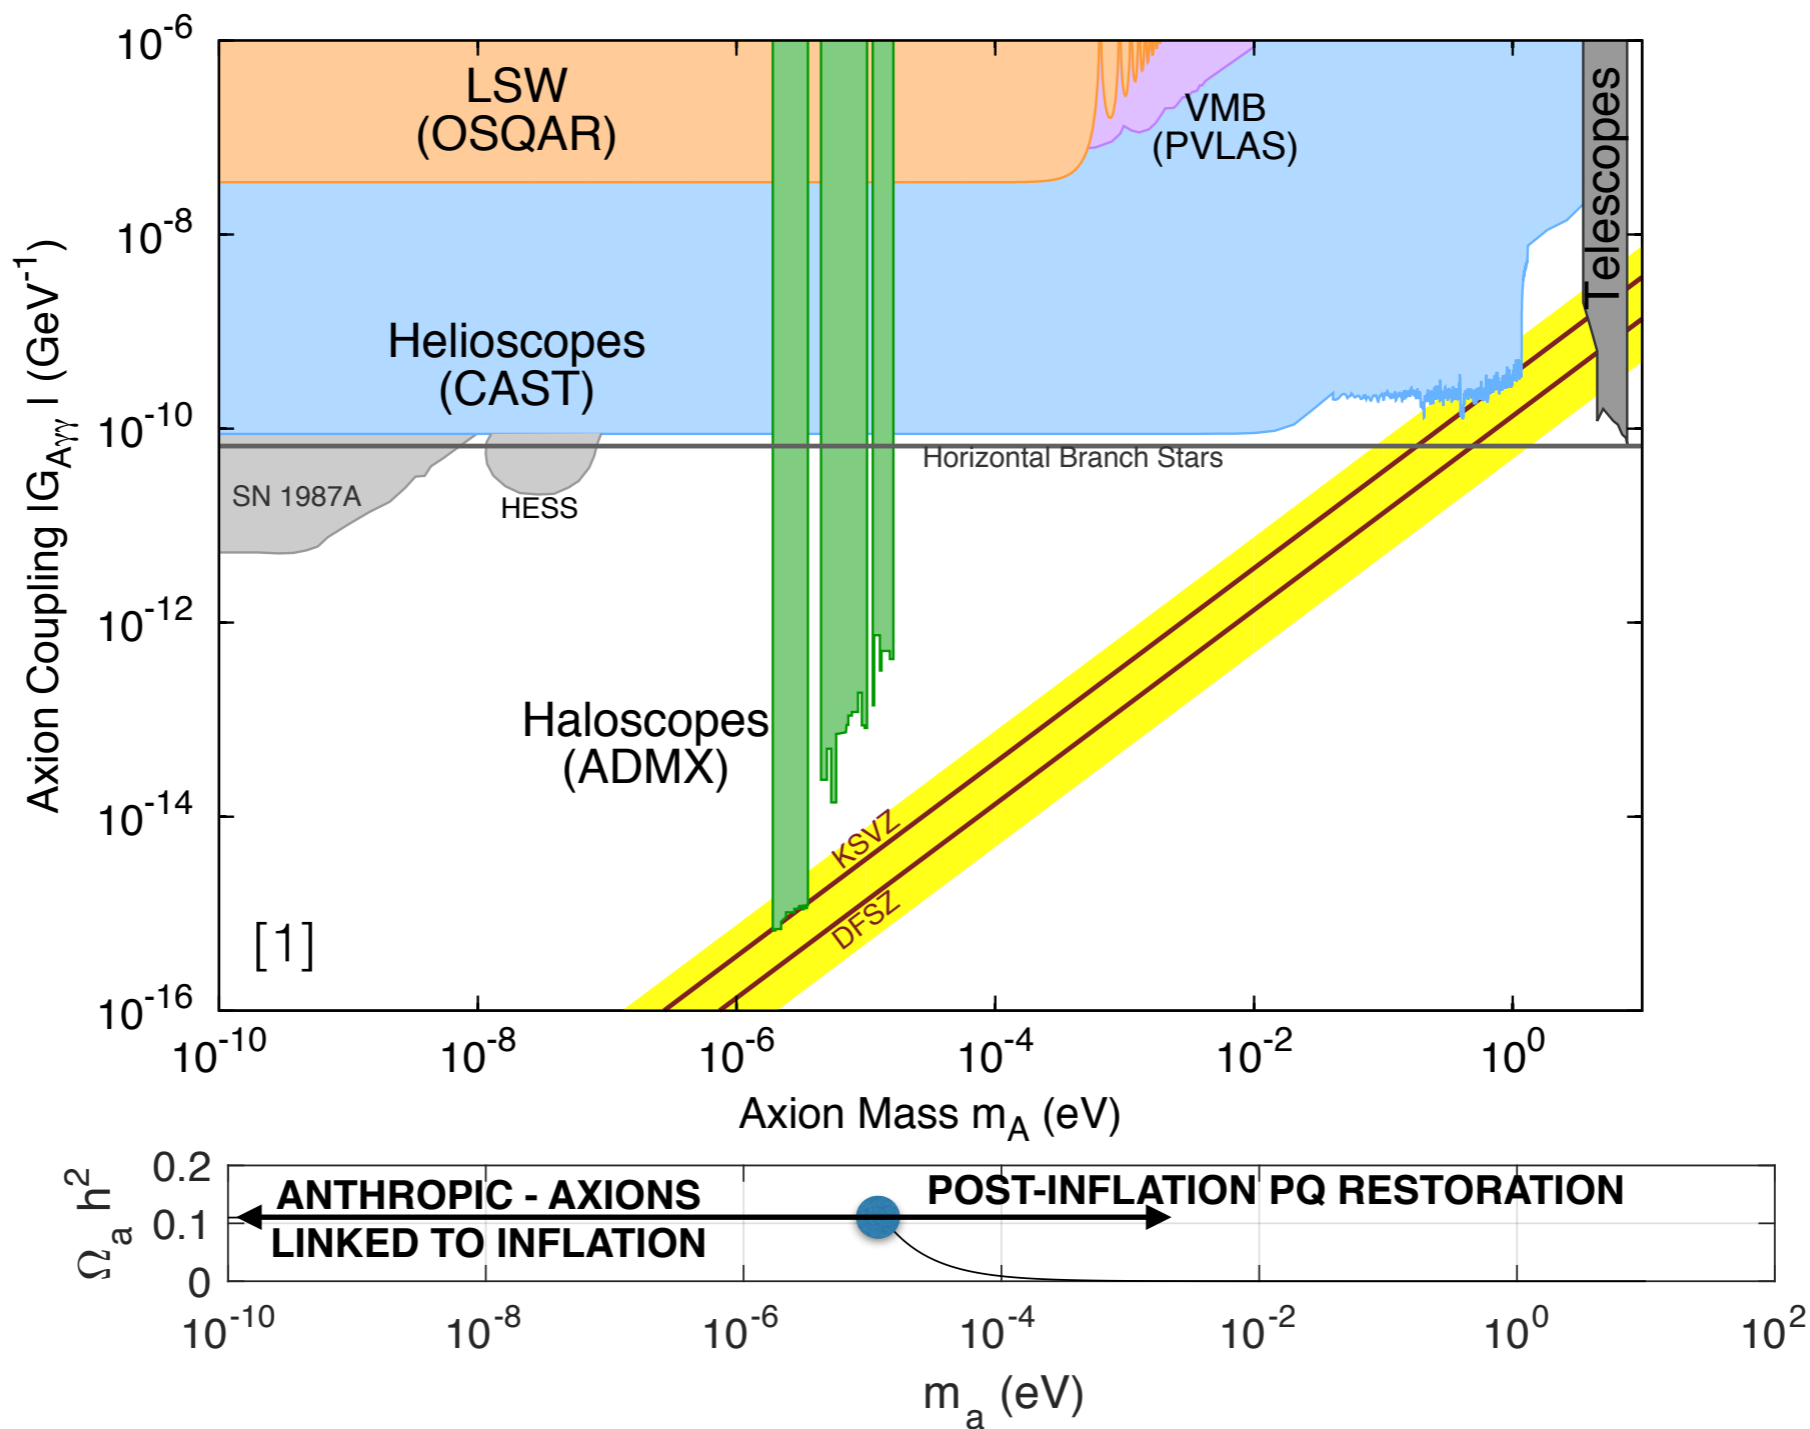 10^-6
10^-8
10^-10
10^-12
10^-14
10^-16
Axion Coupling |G_Aγγ| (GeV^-1)
LSW
(OSQAR)
VMB
(PVLAS)
Telescopes
Helioscopes
(CAST)
Horizontal Branch Stars
SN 1987A
HESS
Haloscopes
(ADMX)
KSVZ
DFSZ
[1]
10^-10 10^-8 10^-6 10^-4 10^-2 10^0
Axion Mass m_A (eV)
Ω_a h^2
0.2
0.1
0
ANTHROPIC - AXIONS
LINKED TO INFLATION
POST-INFLATION PQ RESTORATION
10^-10 10^-8 10^-6 10^-4 10^-2 10^0 10^2
m_a (eV)